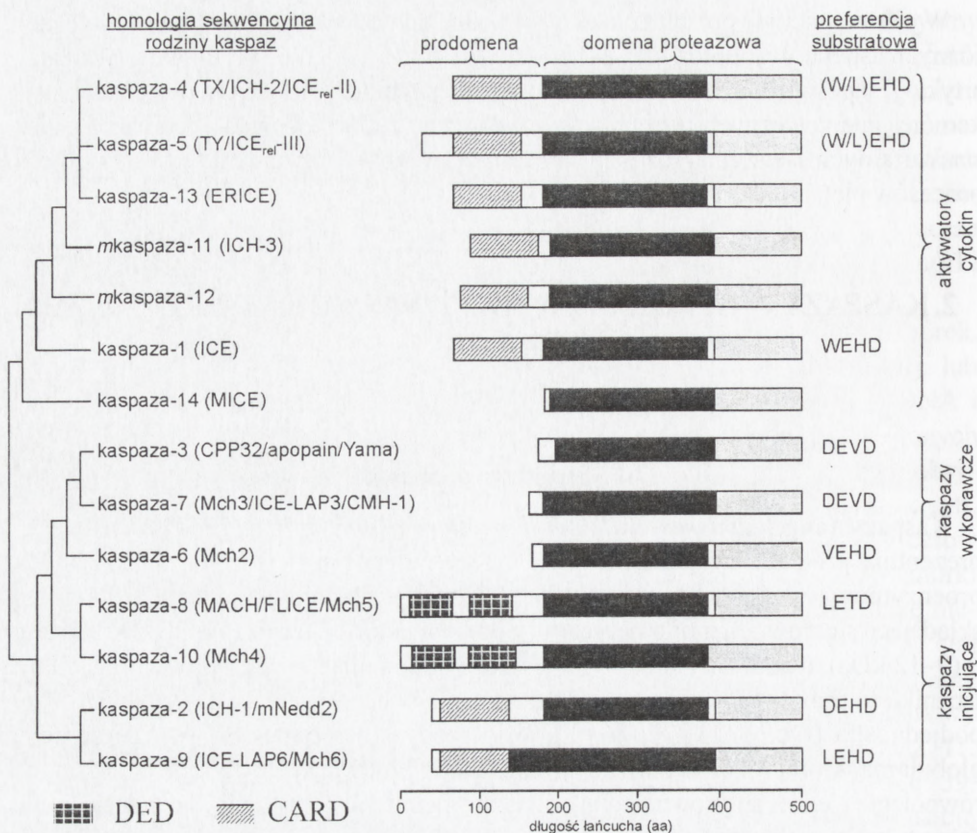 homologia sekwencyjna
rodziny kaspaz
prodomena
domena proteazowa
preferencja
substratowa
kaspaza-4 (TX/ICH-2/ICErel-II)
(W/L)EHD
kaspaza-5 (TY/ICErel-III)
(W/L)EHD
kaspaza-13 (ERICE)
mkaspaza-11 (ICH-3)
mkaspaza-12
kaspaza-1 (ICE)
WEHD
kaspaza-14 (MICE)
aktywatory
cytokin
kaspaza-3 (CPP32/apopain/Yama)
DEVD
kaspaza-7 (Mch3/ICE-LAP3/CMH-1)
DEVD
kaspaza-6 (Mch2)
VEHD
kaspazy
wykonawcze
kaspaza-8 (MACH/FLICE/Mch5)
LETD
kaspaza-10 (Mch4)
kaspaza-2 (ICH-1/mNedd2)
DEHD
kaspaza-9 (ICE-LAP6/Mch6)
LEHD
kaspazy
inicjujące
DED
CARD
0 100 200 300 400 500
długość łańcucha (aa)